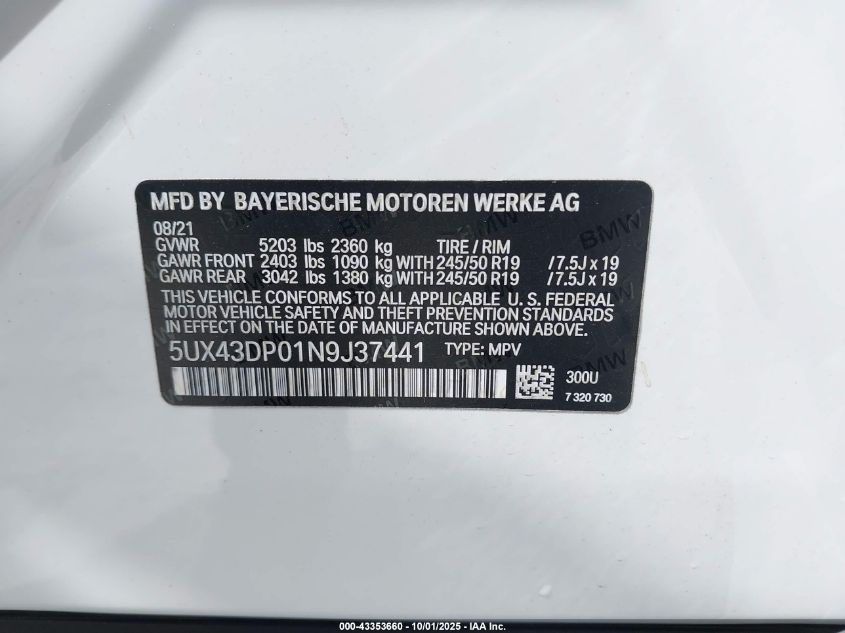 MFD BY BAYERISCHE MOTOREN WERKE AG
08/21
GVWR 5203 lbs 2360 kg TIRE / RIM
GAWR FRONT 2403 lbs 1090 kg WITH 245/50 R19 /7.5J x 19
GAWR REAR 3042 lbs 1380 kg WITH 245/50 R19 /7.5J x 19
THIS VEHICLE CONFORMS TO ALL APPLICABLE U. S. FEDERAL
MOTOR VEHICLE SAFETY AND THEFT PREVENTION STANDARDS
IN EFFECT ON THE DATE OF MANUFACTURE SHOWN ABOVE.
5UX43DP01N9J37441 TYPE: MPV
300U
7 320 730
000-43353660 - 10/01/2025 - IAA Inc.